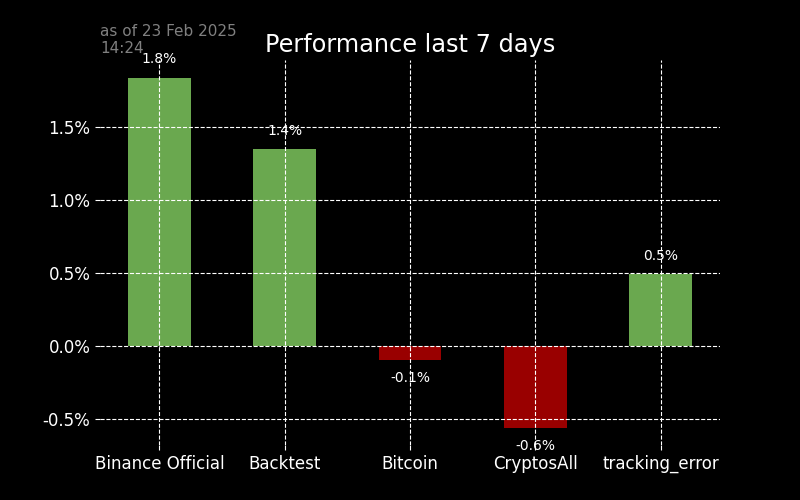 as of 23 Feb 2025
14:24
Performance last 7 days
1.8%
1.4%
-0.1%
-0.6%
0.5%
1.5%
1.0%
0.5%
0.0%
-0.5%
Binance Official
Backtest
Bitcoin
CryptosAll
tracking_error